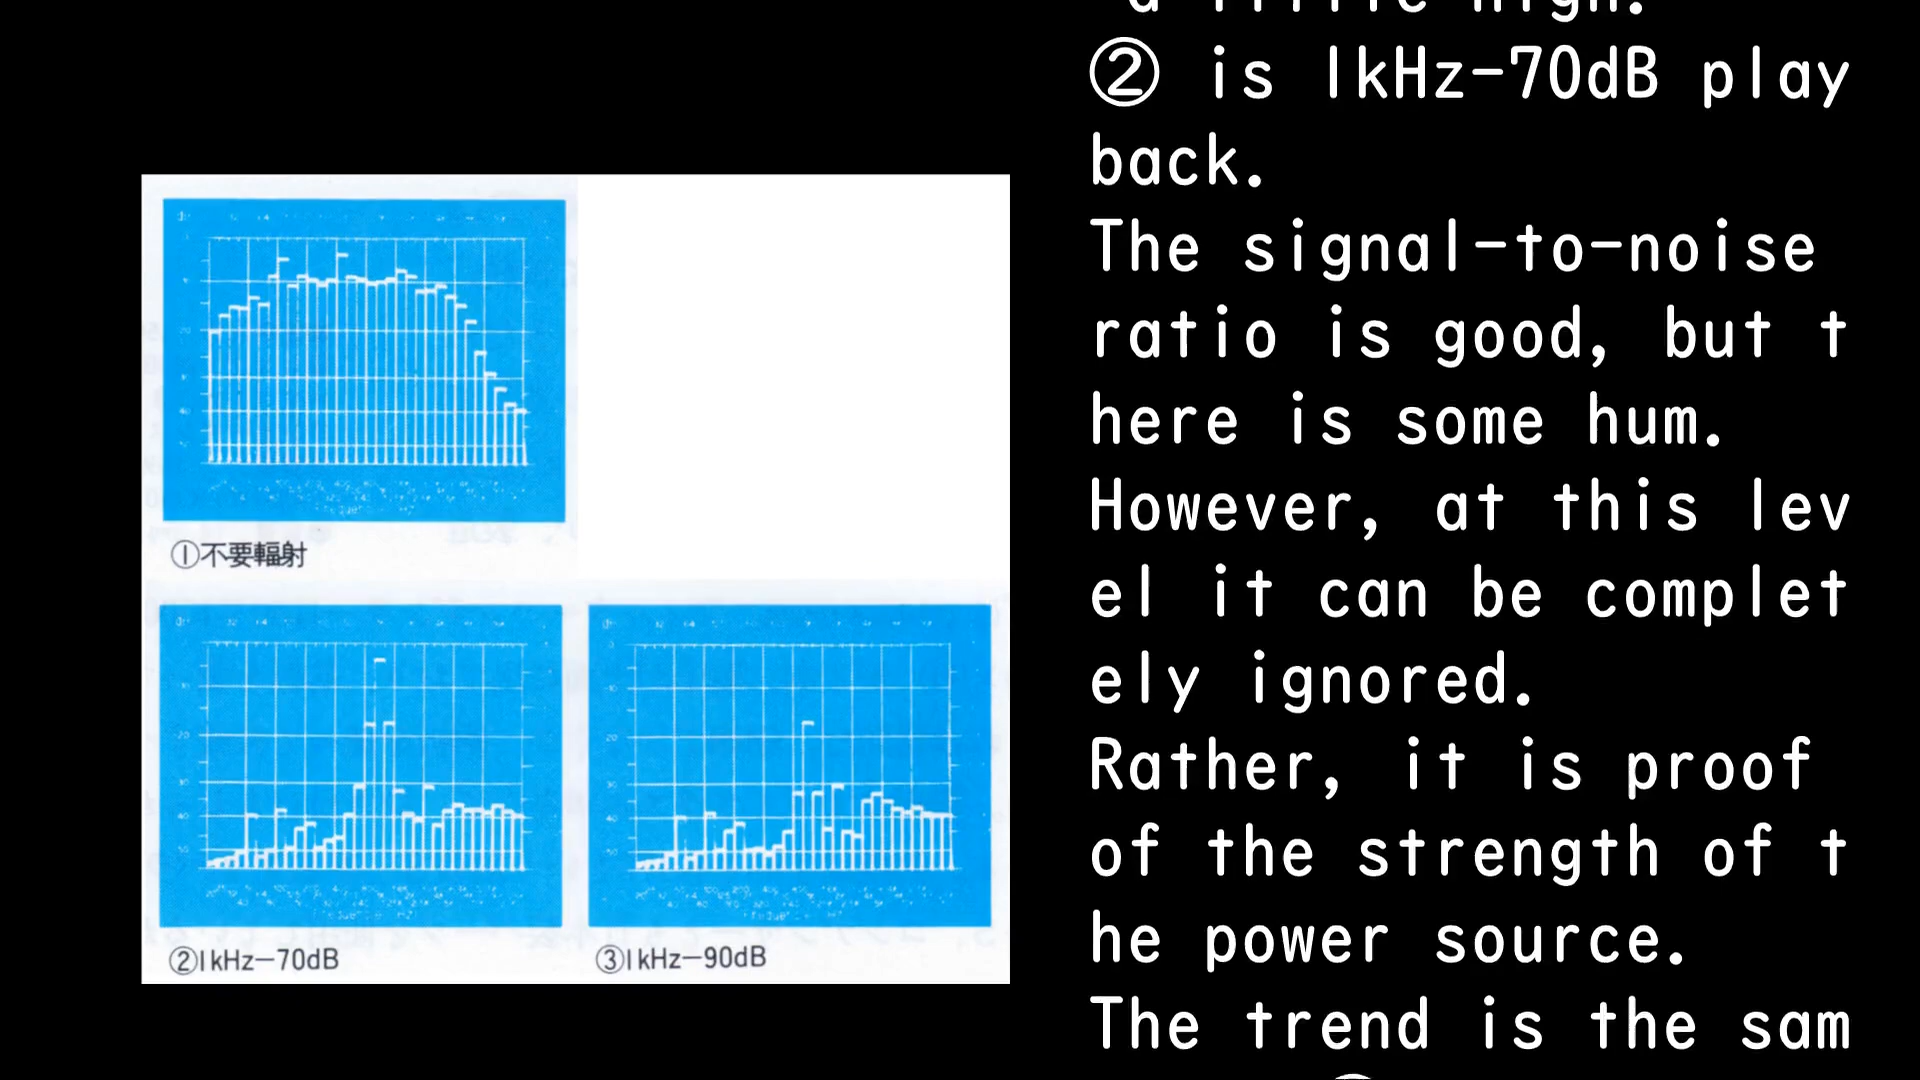 a little high.
② is 1kHz-70dB play
back.
The signal-to-noise
ratio is good, but t
here is some hum.
However, at this lev
el it can be complet
ely ignored.
Rather, it is proof
of the strength of t
he power source.
The trend is the sam
①不要輻射
②1kHz-70dB
③1kHz-90dB